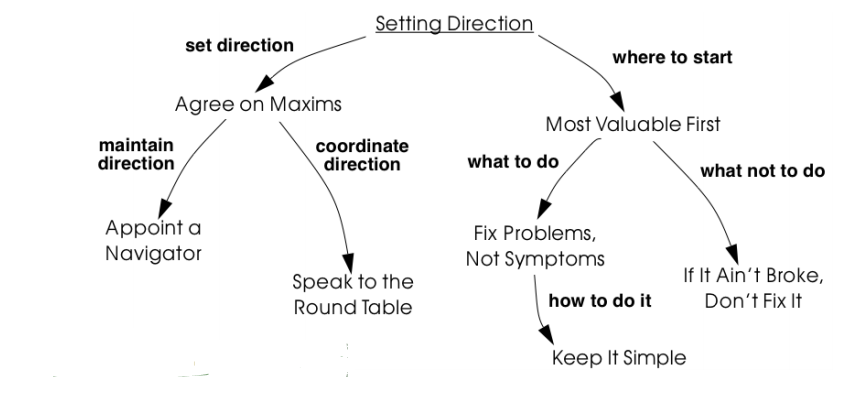 Setting Direction
set direction
where to start
Agree on Maxims
Most Valuable First
maintain
direction
coordinate
direction
what to do
what not to do
Appoint a
Navigator
Fix Problems,
Not Symptoms
Speak to the
Round Table
If It Ain't Broke,
Don't Fix It
how to do it
Keep It Simple